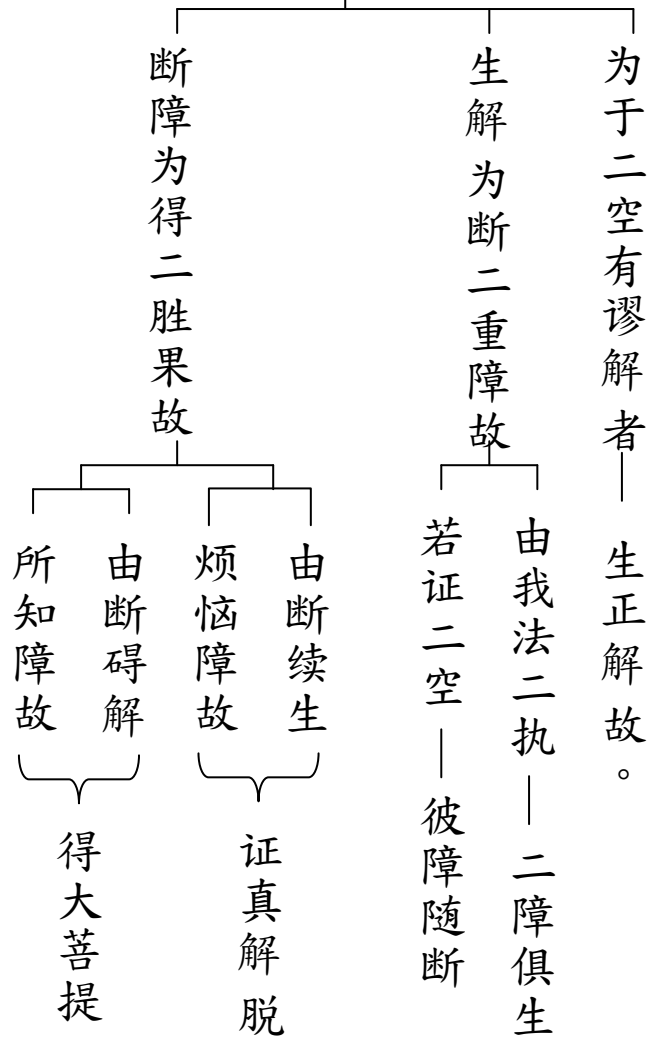 为于二空有谬解者
生正解故。
生解为断二重障故
由我法二执
二障俱生
若证二空
彼障随断
断障为得二胜果故
由断续生
烦恼障故
证真解脱
由断碍解
所知障故
得大菩提